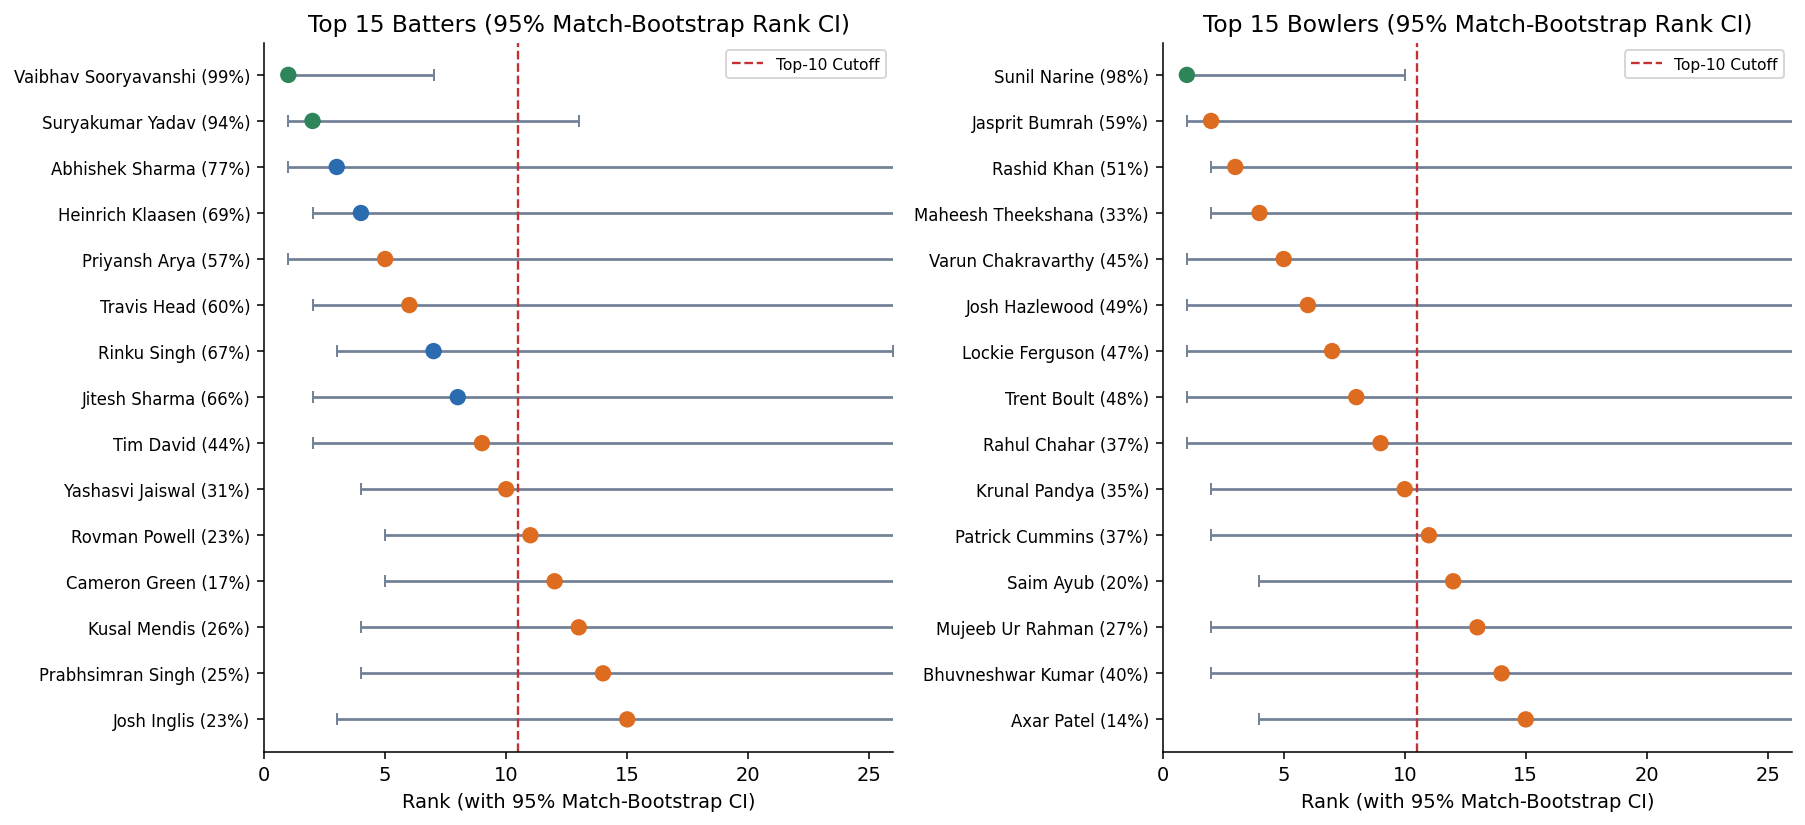 Top 15 Batters (95% Match-Bootstrap Rank CI)
Top-10 Cutoff
Vaibhav Sooryavanshi (99%)
Suryakumar Yadav (94%)
Abhishek Sharma (77%)
Heinrich Klaasen (69%)
Priyansh Arya (57%)
Travis Head (60%)
Rinku Singh (67%)
Jitesh Sharma (66%)
Tim David (44%)
Yashasvi Jaiswal (31%)
Rovman Powell (23%)
Cameron Green (17%)
Kusal Mendis (26%)
Prabhsimran Singh (25%)
Josh Inglis (23%)
0 5 10 15 20 25
Rank (with 95% Match-Bootstrap CI)
Top 15 Bowlers (95% Match-Bootstrap Rank CI)
Top-10 Cutoff
Sunil Narine (98%)
Jasprit Bumrah (59%)
Rashid Khan (51%)
Maheesh Theekshana (33%)
Varun Chakravarthy (45%)
Josh Hazlewood (49%)
Lockie Ferguson (47%)
Trent Boult (48%)
Rahul Chahar (37%)
Krunal Pandya (35%)
Patrick Cummins (37%)
Saim Ayub (20%)
Mujeeb Ur Rahman (27%)
Bhuvneshwar Kumar (40%)
Axar Patel (14%)
0 5 10 15 20 25
Rank (with 95% Match-Bootstrap CI)